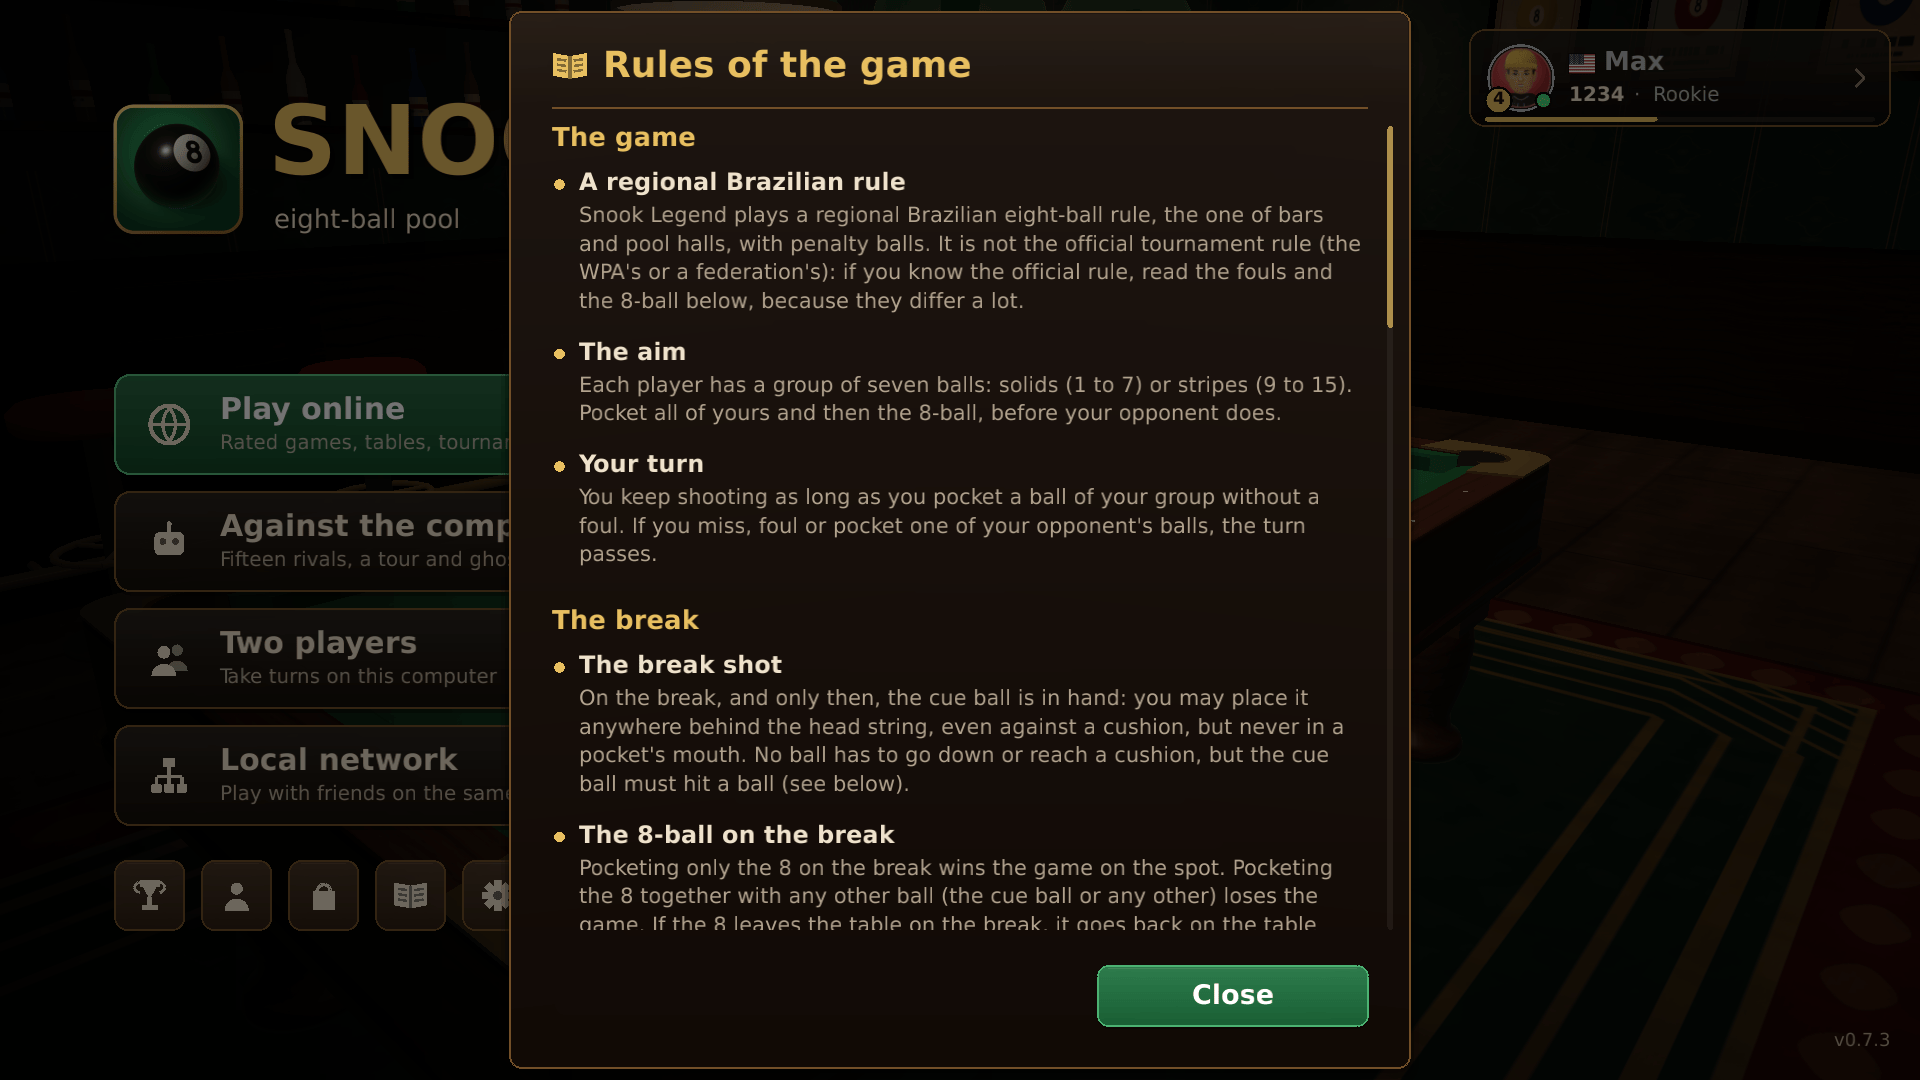 Rules of the game
The game
A regional Brazilian rule
Snook Legend plays a regional Brazilian eight-ball rule, the one of bars
and pool halls, with penalty balls. It is not the official tournament rule (the
WPA's or a federation's): if you know the official rule, read the fouls and
the 8-ball below, because they differ a lot.
The aim
Each player has a group of seven balls: solids (1 to 7) or stripes (9 to 15).
Pocket all of yours and then the 8-ball, before your opponent does.
Your turn
You keep shooting as long as you pocket a ball of your group without a
foul. If you miss, foul or pocket one of your opponent's balls, the turn
passes.
The break
The break shot
On the break, and only then, the cue ball is in hand: you may place it
anywhere behind the head string, even against a cushion, but never in a
pocket's mouth. No ball has to go down or reach a cushion, but the cue
ball must hit a ball (see below).
The 8-ball on the break
Pocketing only the 8 on the break wins the game on the spot. Pocketing
the 8 together with any other ball (the cue ball or any other) loses the
game. If the 8 leaves the table on the break, it goes back on the table
Close
8
SNO
eight-ball pool
Play online
Rated games, tables, tourna
Against the comp
Fifteen rivals, a tour and gho
Two players
Take turns on this computer
Local network
Play with friends on the same
Max
4
1234 · Rookie
v0.7.3